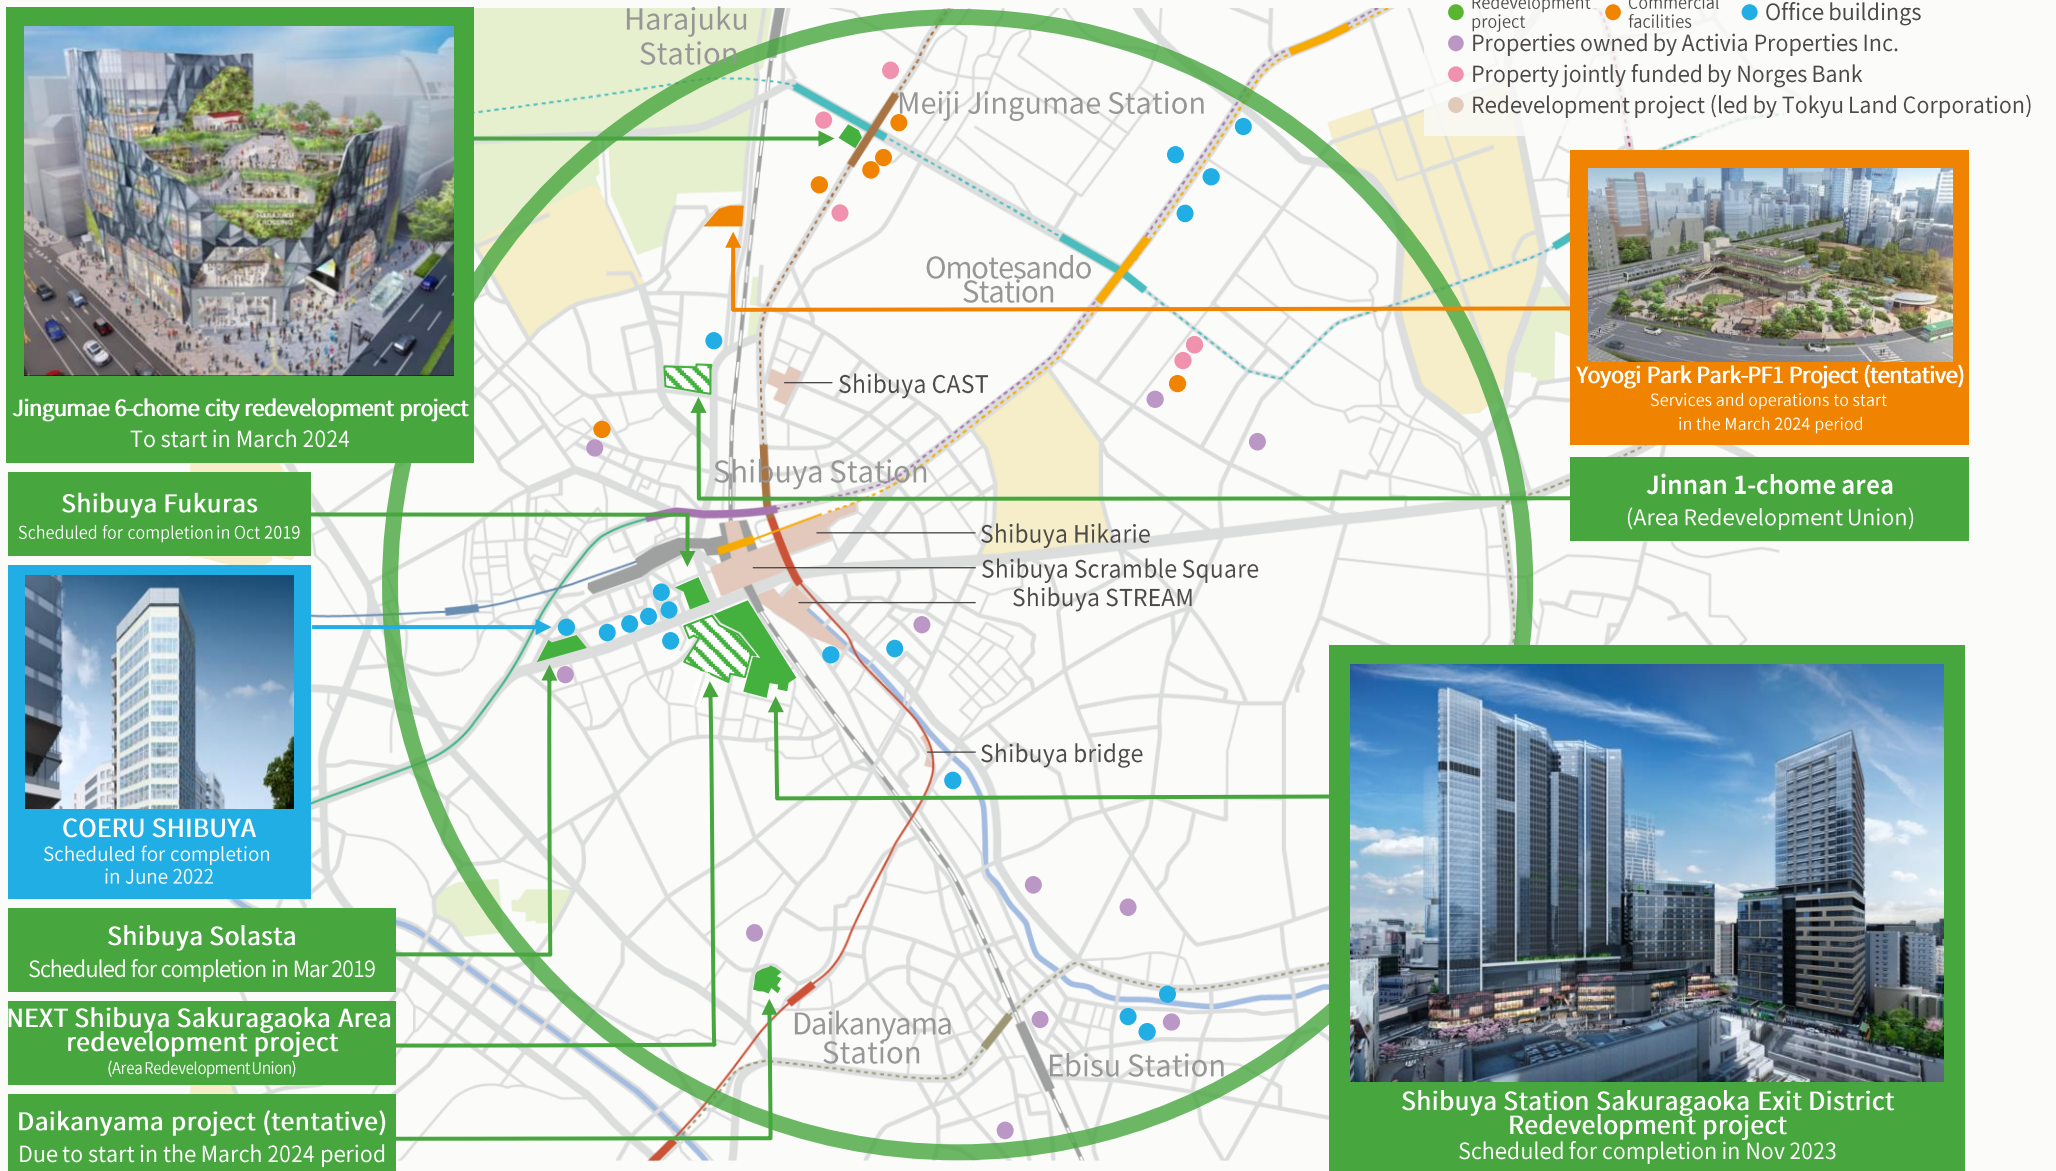 Redevelopment
project
Commercial
facilities
Office buildings
Properties owned by Activia Properties Inc.
Property jointly funded by Norges Bank
Redevelopment project (led by Tokyu Land Corporation)
Harajuku
Station
Meiji Jingumae Station
Omotesando
Station
Shibuya CAST
Shibuya Station
Shibuya Hikarie
Shibuya Scramble Square
Shibuya STREAM
Shibuya bridge
Daikanyama
Station
Ebisu Station
Jingumae 6-chome city redevelopment project
To start in March 2024
Shibuya Fukuras
Scheduled for completion in Oct 2019
COERU SHIBUYA
Scheduled for completion
in June 2022
Shibuya Solasta
Scheduled for completion in Mar 2019
NEXT Shibuya Sakuragaoka Area
redevelopment project
(Area Redevelopment Union)
Daikanyama project (tentative)
Due to start in the March 2024 period
Yoyogi Park Park-PF1 Project (tentative)
Services and operations to start
in the March 2024 period
Jinnan 1-chome area
(Area Redevelopment Union)
Shibuya Station Sakuragaoka Exit District
Redevelopment project
Scheduled for completion in Nov 2023